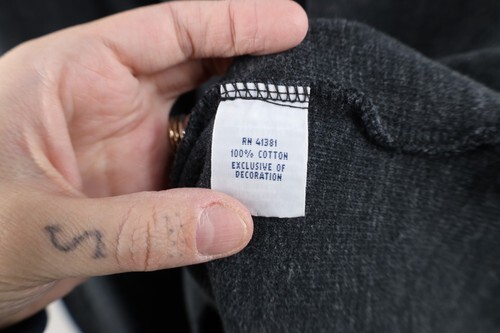 RN 41381
100% COTTON
EXCLUSIVE OF
DECORATION